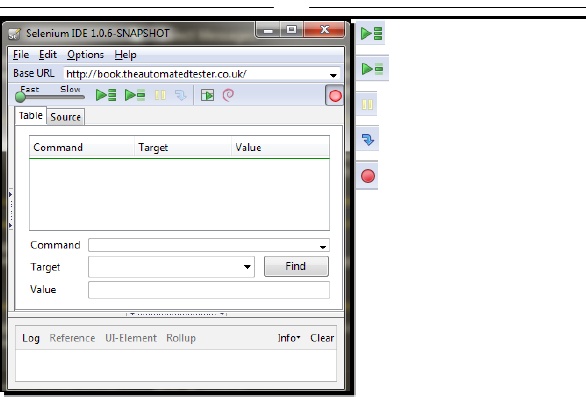 Selenium IDE 1.0.6-SNAPSHOT
File Edit Options Help
Base URL http://book.theautomatedtester.co.uk/
Fast Slow
Table Source
Command Target Value
Command
Target Find
Value
Log Reference UI-Element Rollup Info Clear